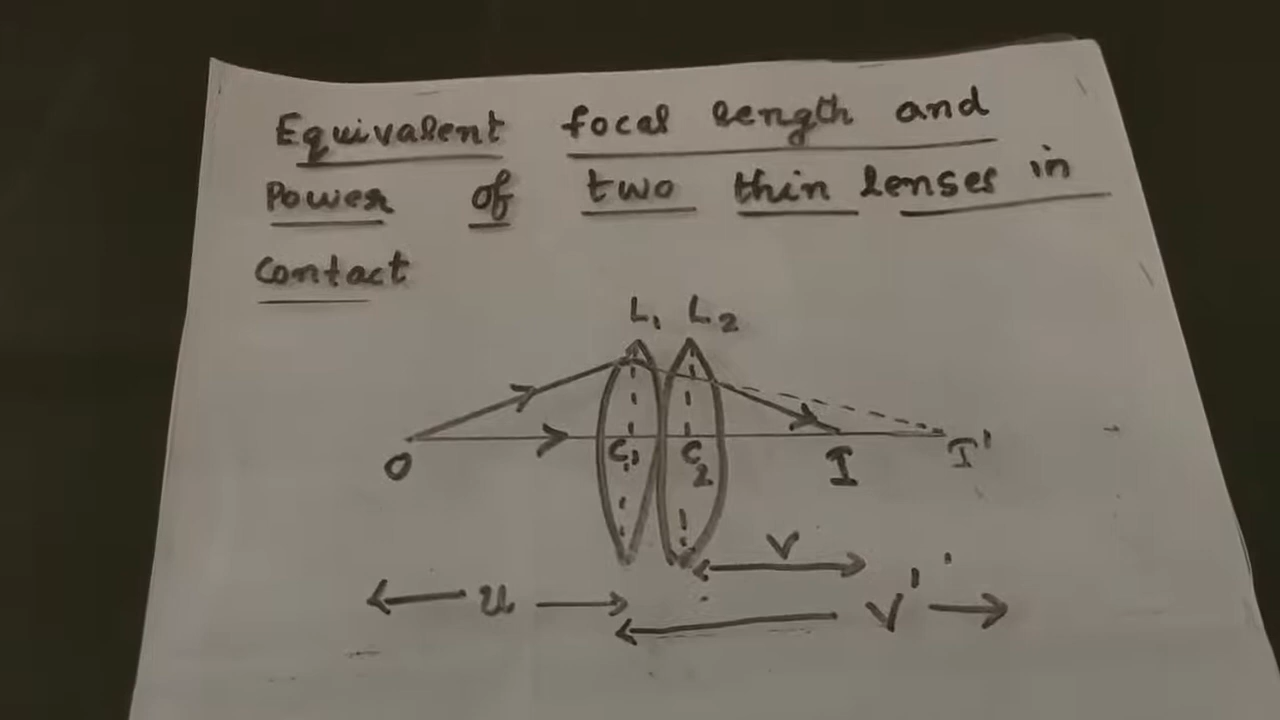 Equivalent focal length and
Power of two thin lenses in
Contact
L1 L2
O C1 C2 I I'
V
u V'